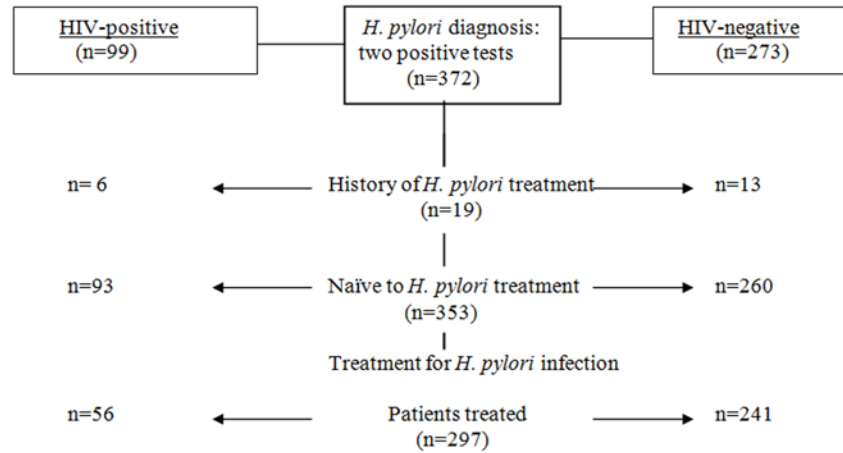 HIV-positive
(n=99)
H. pylori diagnosis:
two positive tests
(n=372)
HIV-negative
(n=273)
n= 6
History of H. pylori treatment
(n=19)
n=13
n=93
Naïve to H. pylori treatment
(n=353)
n=260
Treatment for H. pylori infection
n=56
Patients treated
(n=297)
n=241